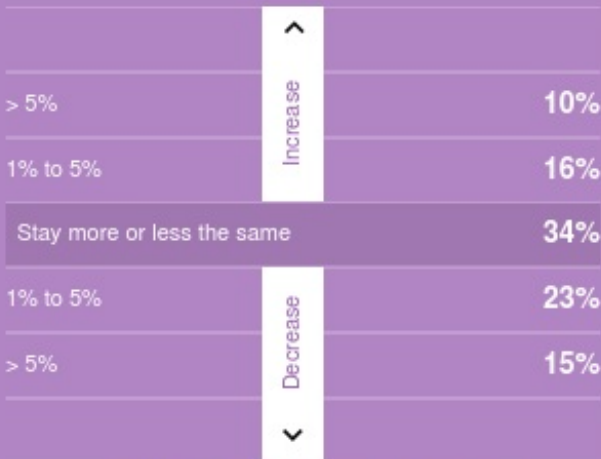 > 5%
10%
1% to 5%
16%
Increase
Stay more or less the same
34%
1% to 5%
23%
Decrease
> 5%
15%